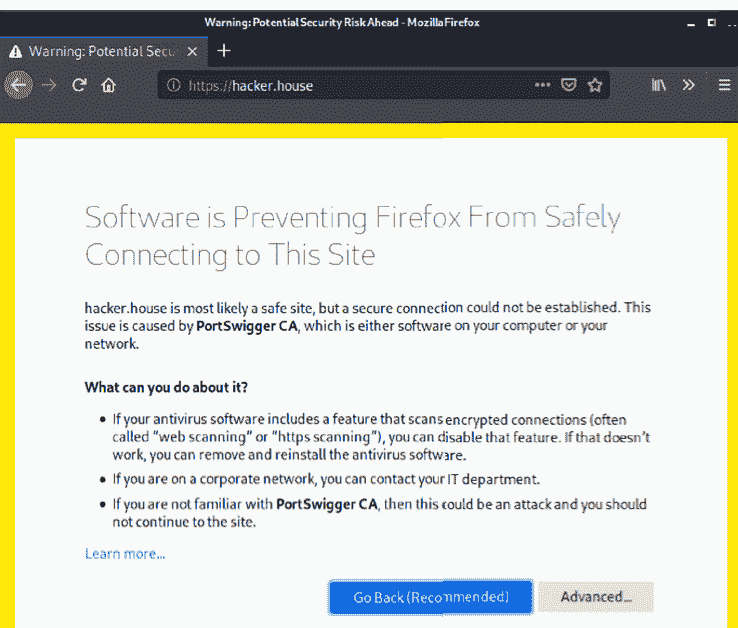 Warning: Potential Security Risk Ahead - Mozilla Firefox
Warning: Potential Secu
https://hacker.house
Software is Preventing Firefox From Safely
Connecting to This Site
hacker.house is most likely a safe site, but a secure connection could not be established. This
issue is caused by PortSwigger CA, which is either software on your computer or your
network.
What can you do about it?
• If your antivirus software includes a feature that scans encrypted connections (often
called “web scanning” or “https scanning”), you can disable that feature. If that doesn’t
work, you can remove and reinstall the antivirus software.
• If you are on a corporate network, you can contact your IT department.
• If you are not familiar with PortSwigger CA, then this could be an attack and you should
not continue to the site.
Learn more...
Go Back (Recommended) Advanced...